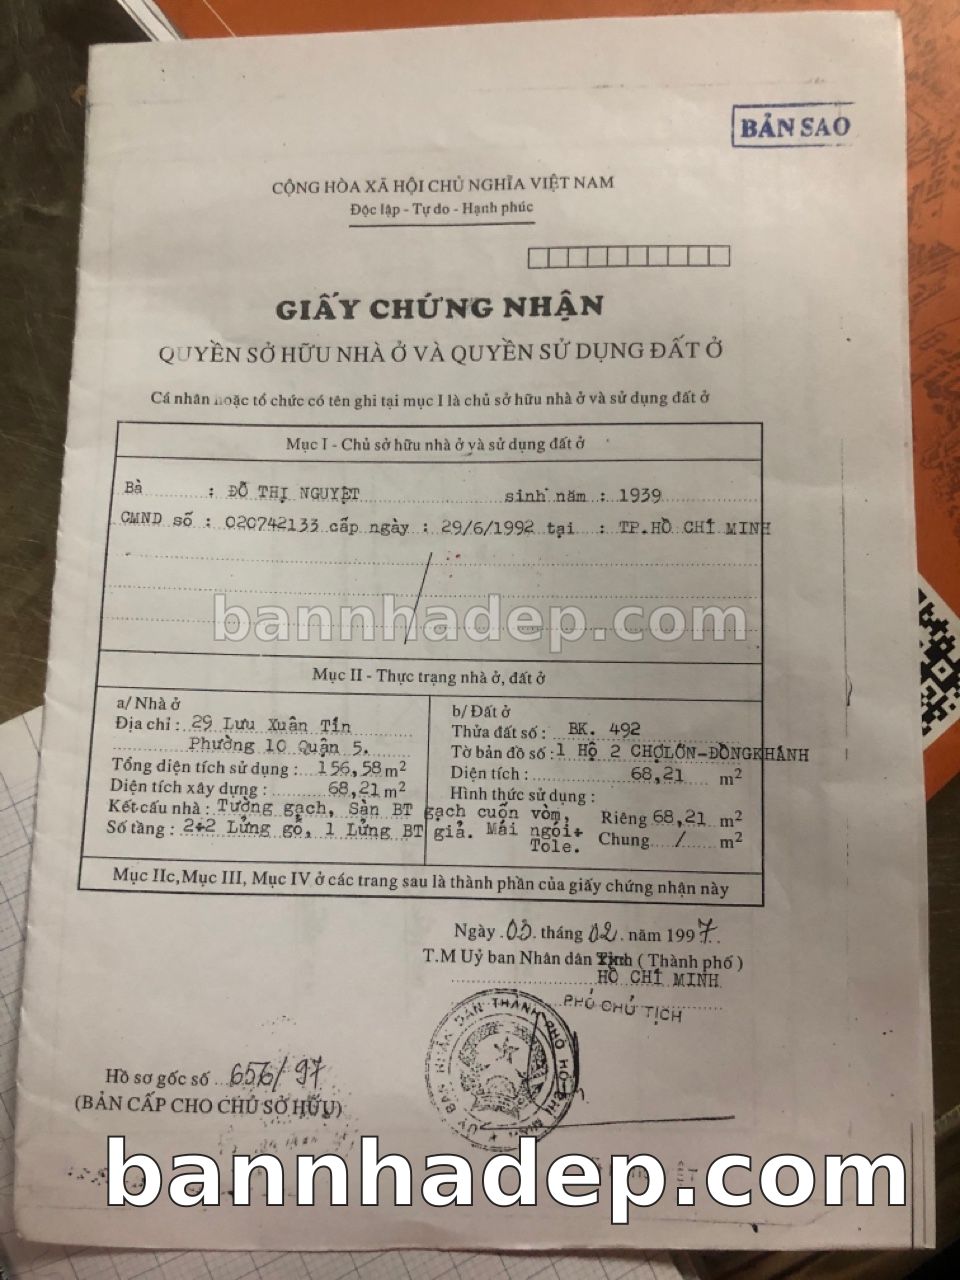 BẢN SAO
CỘNG HÒA XÃ HỘI CHỦ NGHĨA VIỆT NAM
Độc lập - Tự do - Hạnh phúc
GIẤY CHỨNG NHẬN
QUYỀN SỞ HỮU NHÀ Ở VÀ QUYỀN SỬ DỤNG ĐẤT Ở
Cá nhân hoặc tổ chức có tên ghi tại mục I là chủ sở hữu nhà ở và sử dụng đất ở
Mục I - Chủ sở hữu nhà ở và sử dụng đất ở
Bà : ĐỖ THỊ NGUYỆT sinh năm : 1939
CMND số : 020742133 cấp ngày : 29/6/1992 tại : TP.HỒ CHÍ MINH
bannhadep.com
Mục II - Thực trạng nhà ở, đất ở
a/ Nhà ở
Địa chỉ : 29 Lưu Xuân Tín
Phường 10 Quận 5.
Tổng diện tích sử dụng : 156,58 m2
Diện tích xây dựng : 68,21 m2
Kết cấu nhà : Tường gạch, Sàn BT gạch cuốn vòm,
Số tầng : 2+2 Lửng gỗ, 1 Lửng BT giả. Mái ngói+
Tole.
b/ Đất ở
Thửa đất số : BK. 492
Tờ bản đồ số : 1 Hộ 2 CHỢLỚN-ĐỒNGKHÁNH
Diện tích : 68,21 m2
Hình thức sử dụng :
Riêng 68,21 m2
Chung / m2
Mục IIc, Mục III, Mục IV ở các trang sau là thành phần của giấy chứng nhận này
Ngày 03 tháng 02 năm 1997
T.M Uỷ ban Nhân dân Tỉnh ( Thành phố )
HỒ CHÍ MINH
PHÓ CHỦ TỊCH
ỦY BAN NHÂN DÂN THÀNH PHỐ HỒ CHÍ MINH
Hồ sơ gốc số 656/97
(BẢN CẤP CHO CHỦ SỞ HỮU)
bannhadep.com